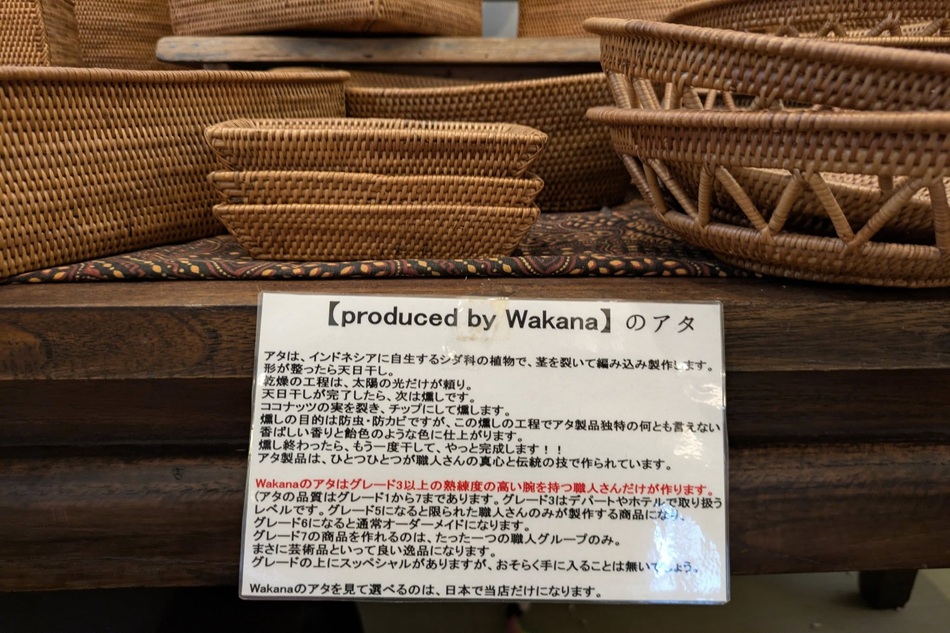 【produced by Wakana】のアタ
アタは、インドネシアに自生するシダ科の植物で、茎を裂いて編み込み製作します。
形が整ったら天日干し。
乾燥の工程は、太陽の光だけが頼り。
天日干しが完了したら、次は燻しです。
ココナッツの実を裂き、チップにして燻します。
燻しの目的は防虫・防カビですが、この燻しの工程でアタ製品独特の何とも言えない
香ばしい香りと飴色のような色に仕上がります。
燻し終わったら、もう一度干して、やっと完成します！！
アタ製品は、ひとつひとつが職人さんの真心と伝統の技で作られています。
Wakanaのアタはグレード3以上の熟練度の高い腕を持つ職人さんだけが作ります。
（アタの品質はグレード1から7まであります。グレード3はデパートやホテルで取り扱う
レベルです。グレード5になると限られた職人さんのみが製作する商品になり、
グレード6になると通常オーダーメイドになります。
グレード7の商品を作れるのは、たった一つの職人グループのみ。
まさに芸術品といって良い逸品になります。
グレードの上にスッペシャルがありますが、おそらく手に入ることは無いでしょう。
Wakanaのアタを見て選べるのは、日本で当店だけになります。